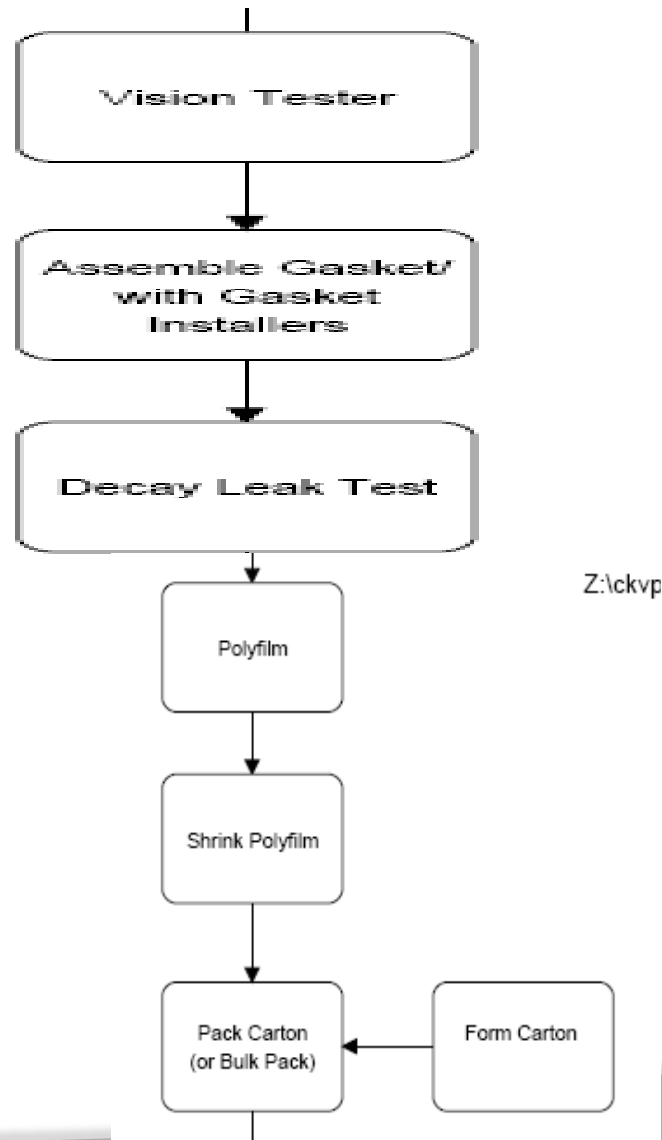 Vision Tester
Assemble Gasket/
with Gasket
Installers
Decay Leak Test
Z:\ckvp
Polyfilm
Shrink Polyfilm
Pack Carton
(or Bulk Pack)
Form Carton